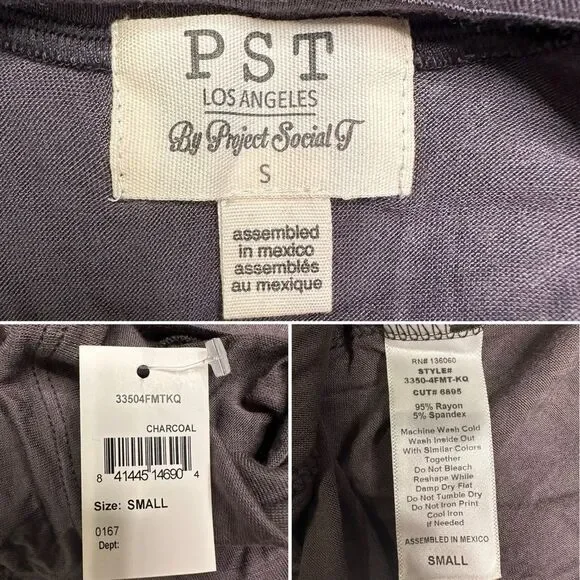 PST
LOS ANGELES
By Project Social T
S
assembled
in mexico
assemblés
au mexique
33504FMTKQ
CHARCOAL
8 41445 14690 4
Size: SMALL
0167
Dept:
RN# 136060
STYLE#
3350-4FMT-KQ
CUT# 6895
95% Rayon
5% Spandex
Machine Wash Cold
Wash Inside Out
With Similar Colors
Together
Do Not Bleach
Reshape While
Damp Dry Flat
Do Not Tumble Dry
Do Not Iron Print
Cool Iron
If Needed
ASSEMBLED IN MEXICO
SMALL